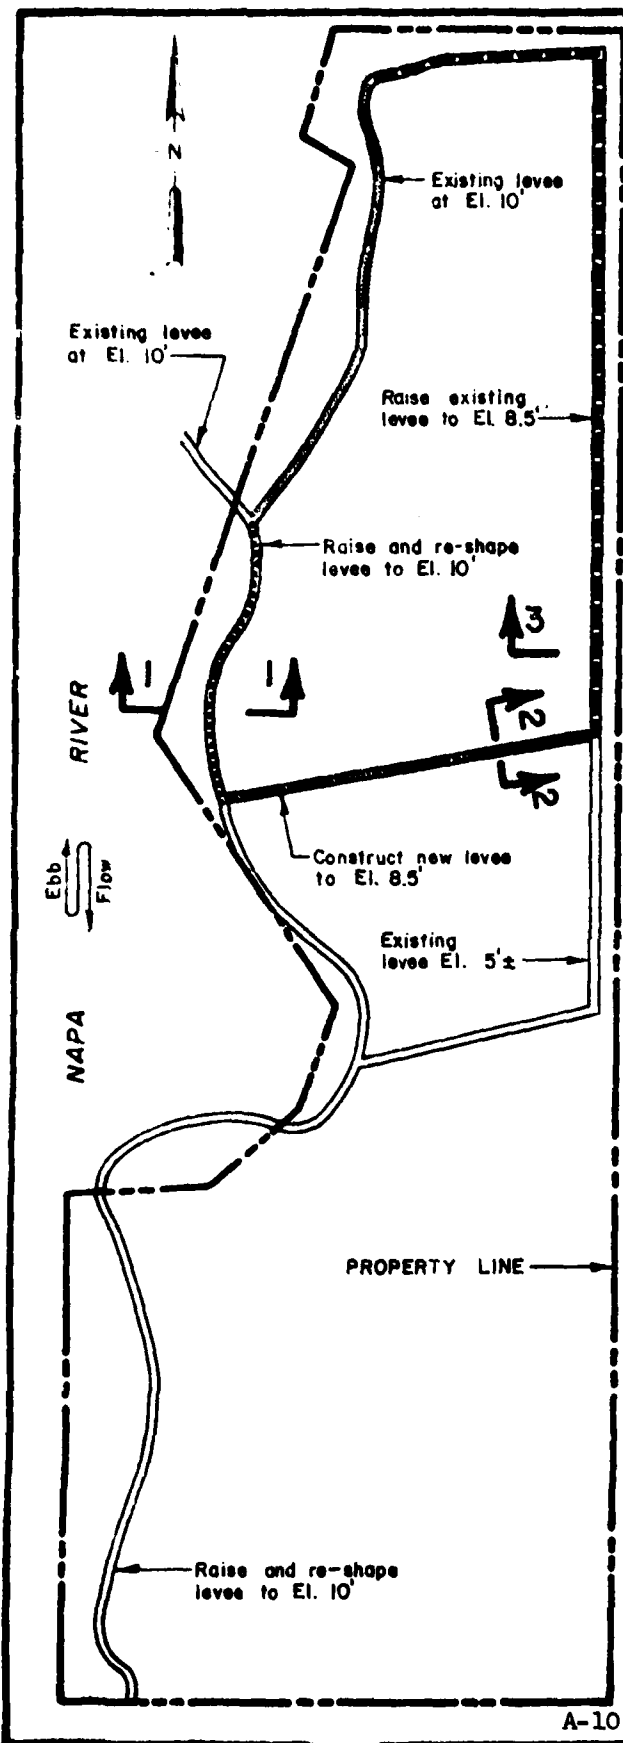 N
Existing levee
at El. 10'
Existing levee
at El. 10'
Raise existing
levee to El. 8.5'
Raise and re-shape
levee to El. 10'
3
1
1
2
2
RIVER
Construct new levee
to El. 8.5'
Ebb
Flow
Existing
levee El. 5'±
NAPA
PROPERTY LINE
Raise and re-shape
levee to El. 10'
A-10